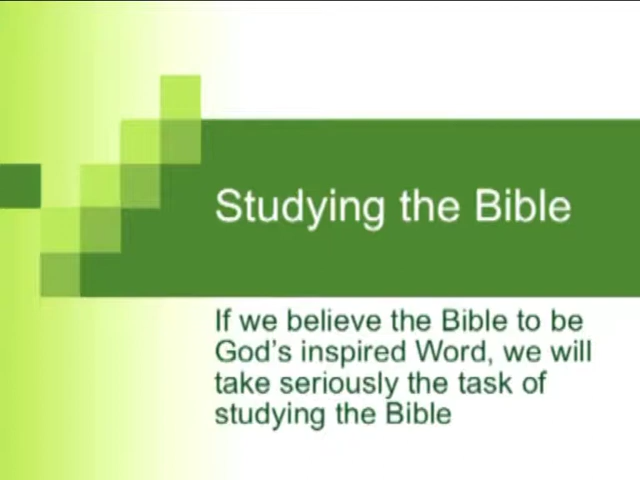 Studying the Bible
If we believe the Bible to be
God’s inspired Word, we will
take seriously the task of
studying the Bible